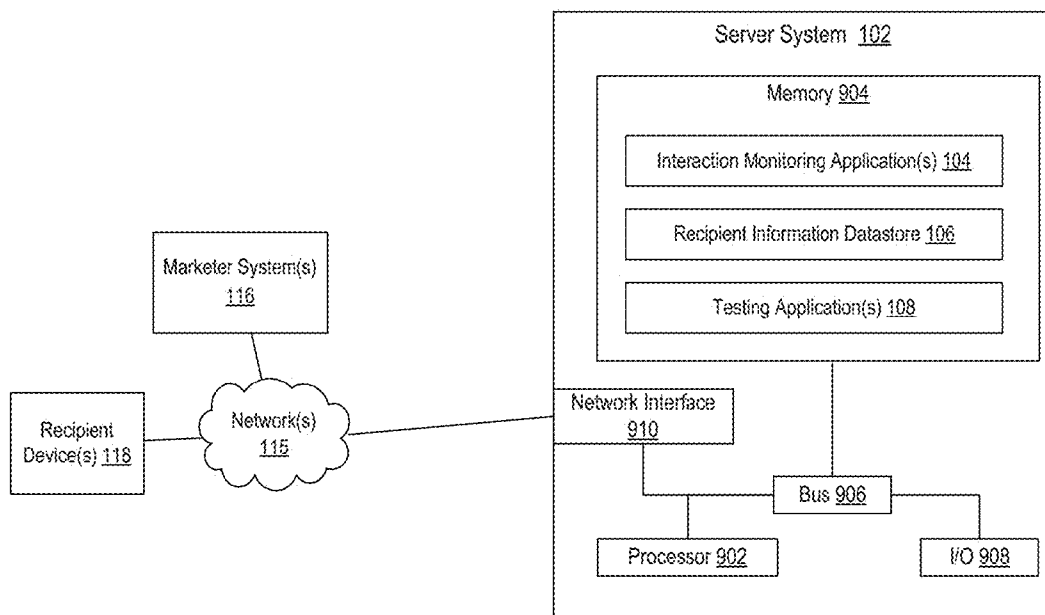 Server System 102
Memory 904
Interaction Monitoring Application(s) 104
Recipient Information Datastore 106
Testing Application(s) 108
Marketer System(s)
116
Network(s)
115
Recipient
Device(s) 118
Network Interface
910
Bus 906
Processor 902
I/O 908